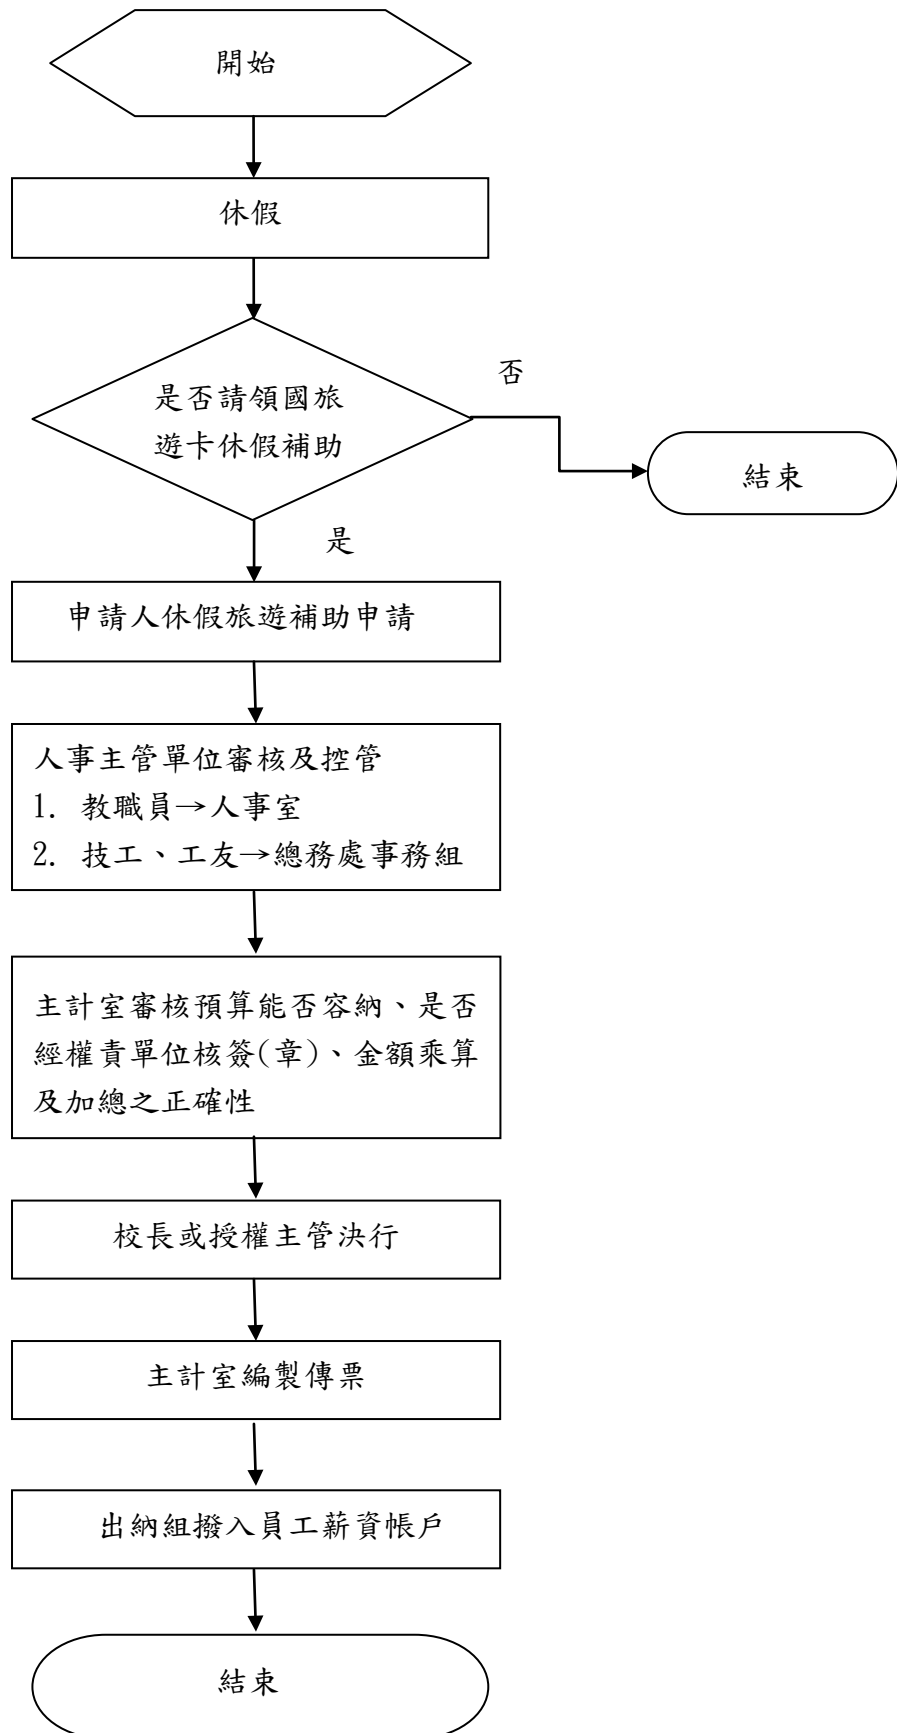 開始
休假
是否請領國旅
遊卡休假補助
否
結束
是
申請人休假旅遊補助申請
人事主管單位審核及控管
1. 教職員→人事室
2. 技工、工友→總務處事務組
主計室審核預算能否容納、是否
經權責單位核簽(章)、金額乘算
及加總之正確性
校長或授權主管決行
主計室編製傳票
出納組撥入員工薪資帳戶
結束